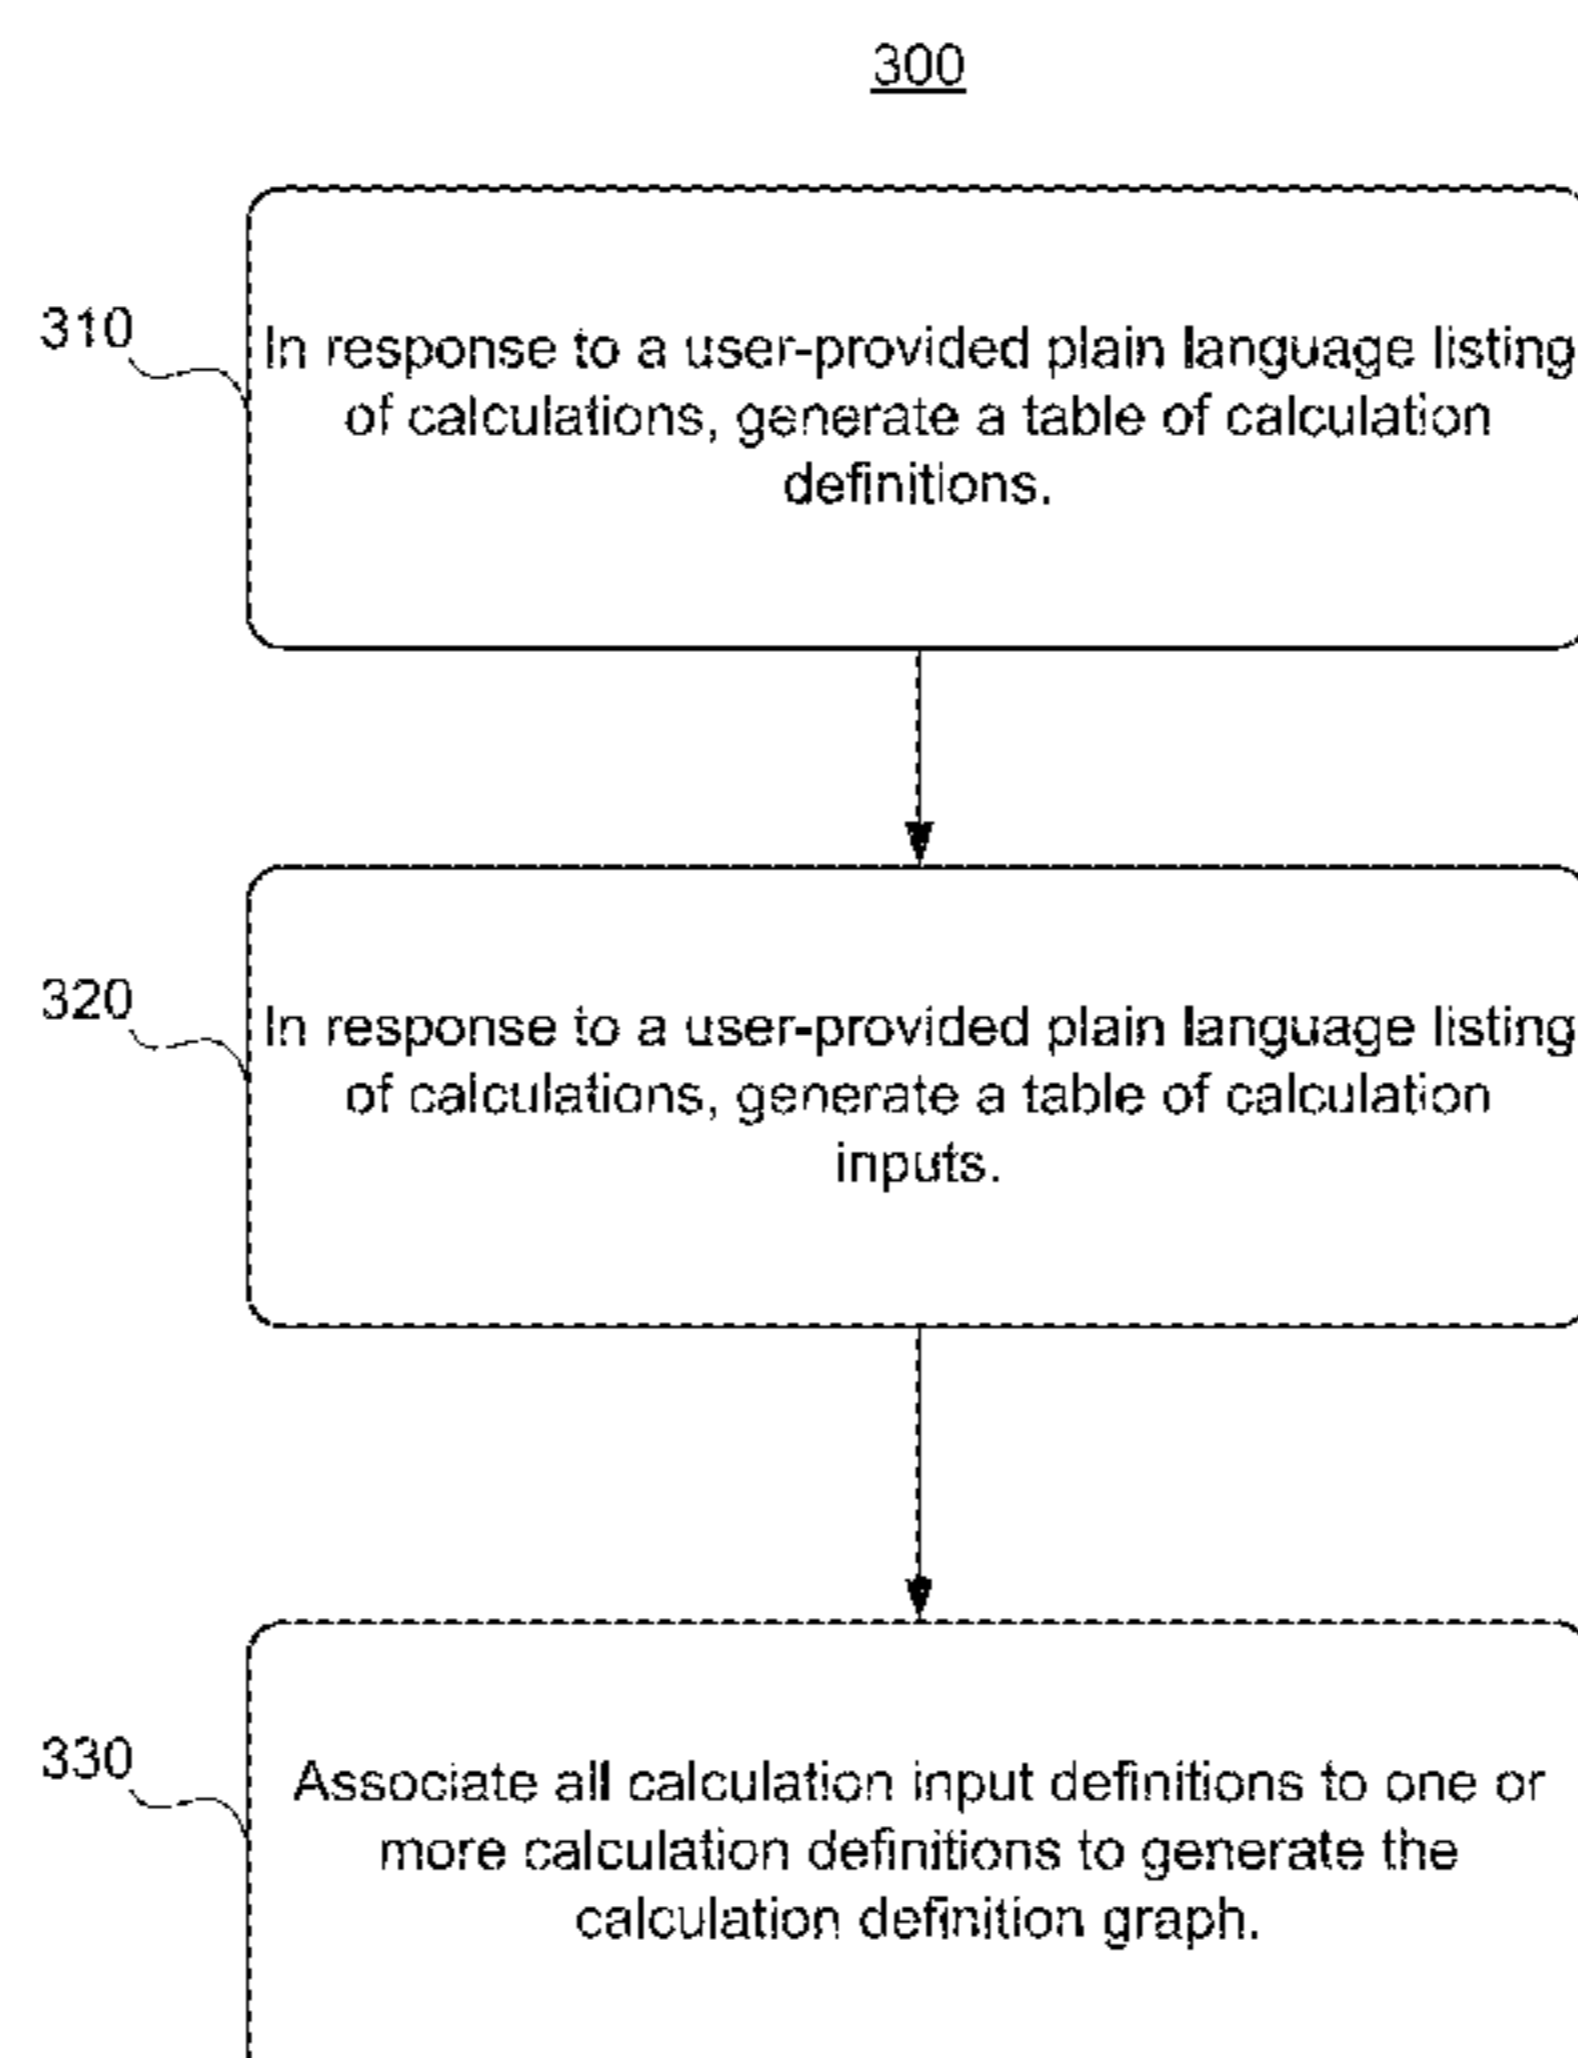 300
310
In response to a user-provided plain language listing
of calculations, generate a table of calculation
definitions.
320
In response to a user-provided plain language listing
of calculations, generate a table of calculation
inputs.
330
Associate all calculation input definitions to one or
more calculation definitions to generate the
calculation definition graph.